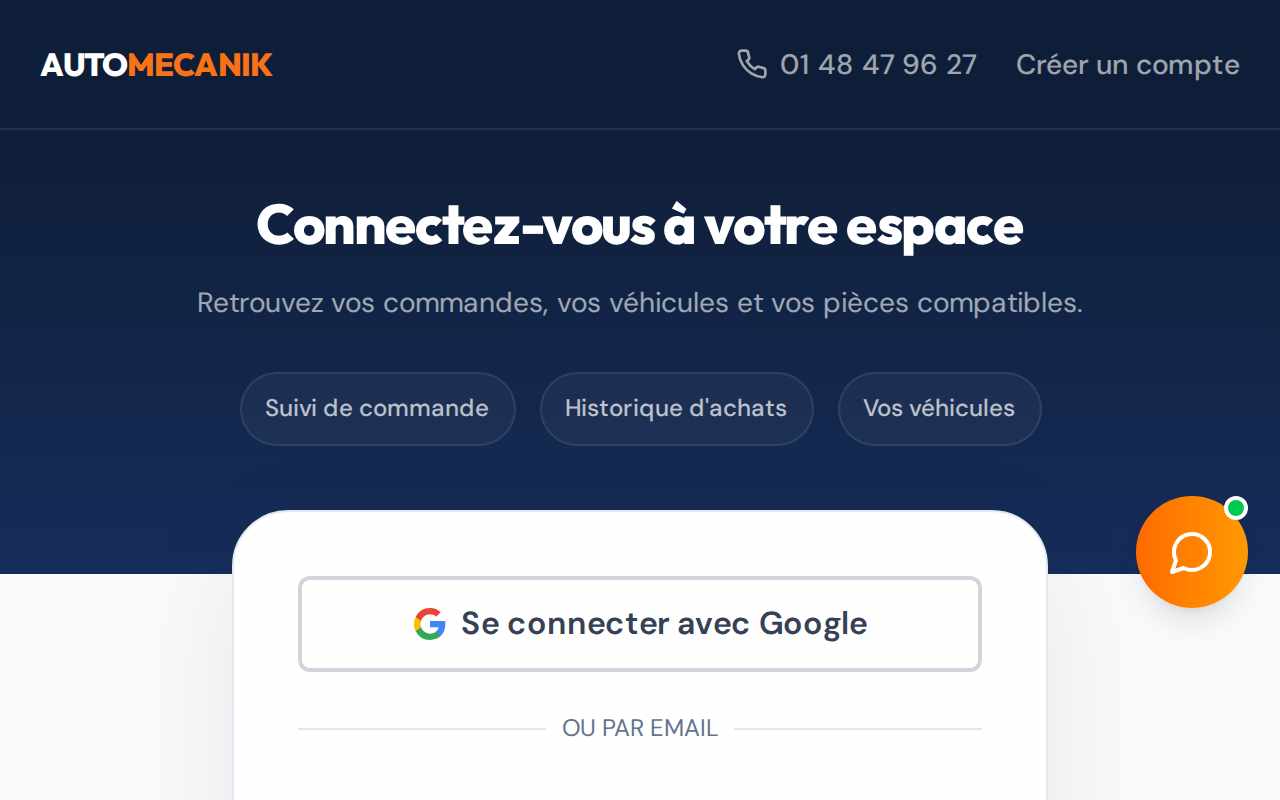 AUTOMECANIK
01 48 47 96 27
Créer un compte
Connectez-vous à votre espace
Retrouvez vos commandes, vos véhicules et vos pièces compatibles.
Suivi de commande
Historique d'achats
Vos véhicules
Se connecter avec Google
OU PAR EMAIL